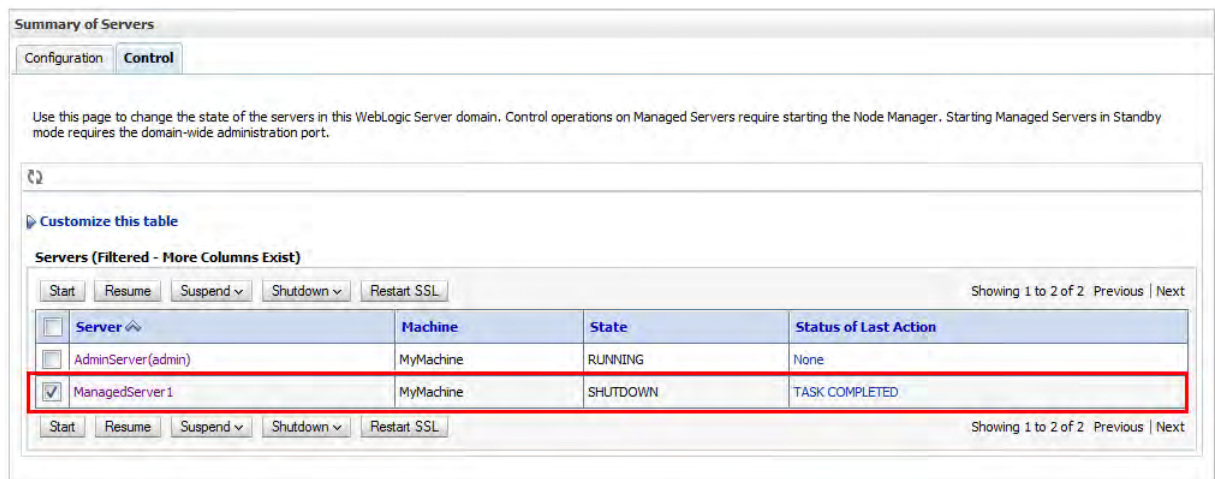 Summary of Servers
Configuration Control
Use this page to change the state of the servers in this WebLogic Server domain. Control operations on Managed Servers require starting the Node Manager. Starting Managed Servers in Standby
mode requires the domain-wide administration port.
Customize this table
Servers (Filtered - More Columns Exist)
Start Resume Suspend Shutdown Restart SSL Showing 1 to 2 of 2 Previous | Next
Server Machine State Status of Last Action
AdminServer(admin) MyMachine RUNNING None
ManagedServer1 MyMachine SHUTDOWN TASK COMPLETED
Start Resume Suspend Shutdown Restart SSL Showing 1 to 2 of 2 Previous | Next